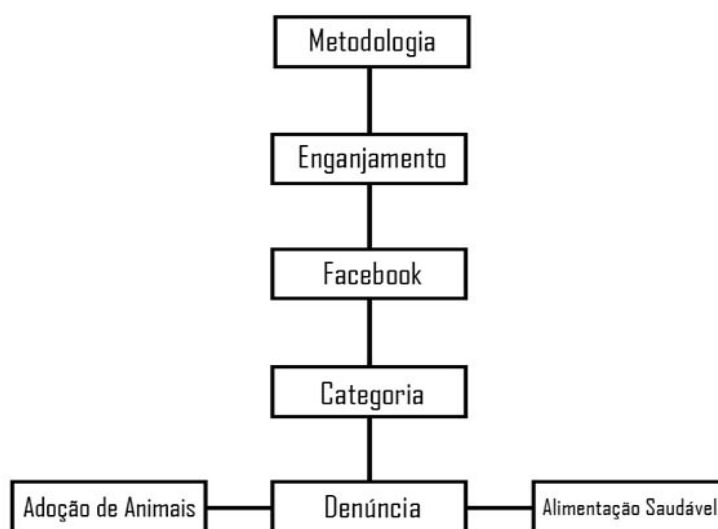 Metodologia
Enganjamento
Facebook
Categoria
Adoção de Animais
Denúncia
Alimentação Saudável